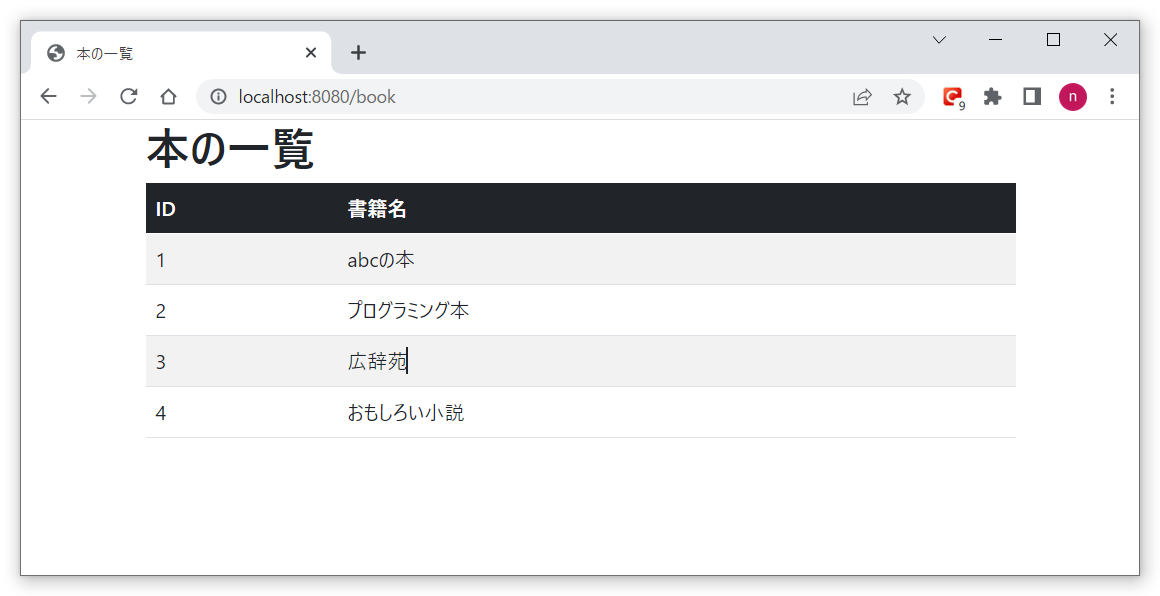 本の一覧
localhost:8080/book
9
n
本の一覧
ID 書籍名
1 abcの本
2 プログラミング本
3 広辞苑
4 おもしろい小説